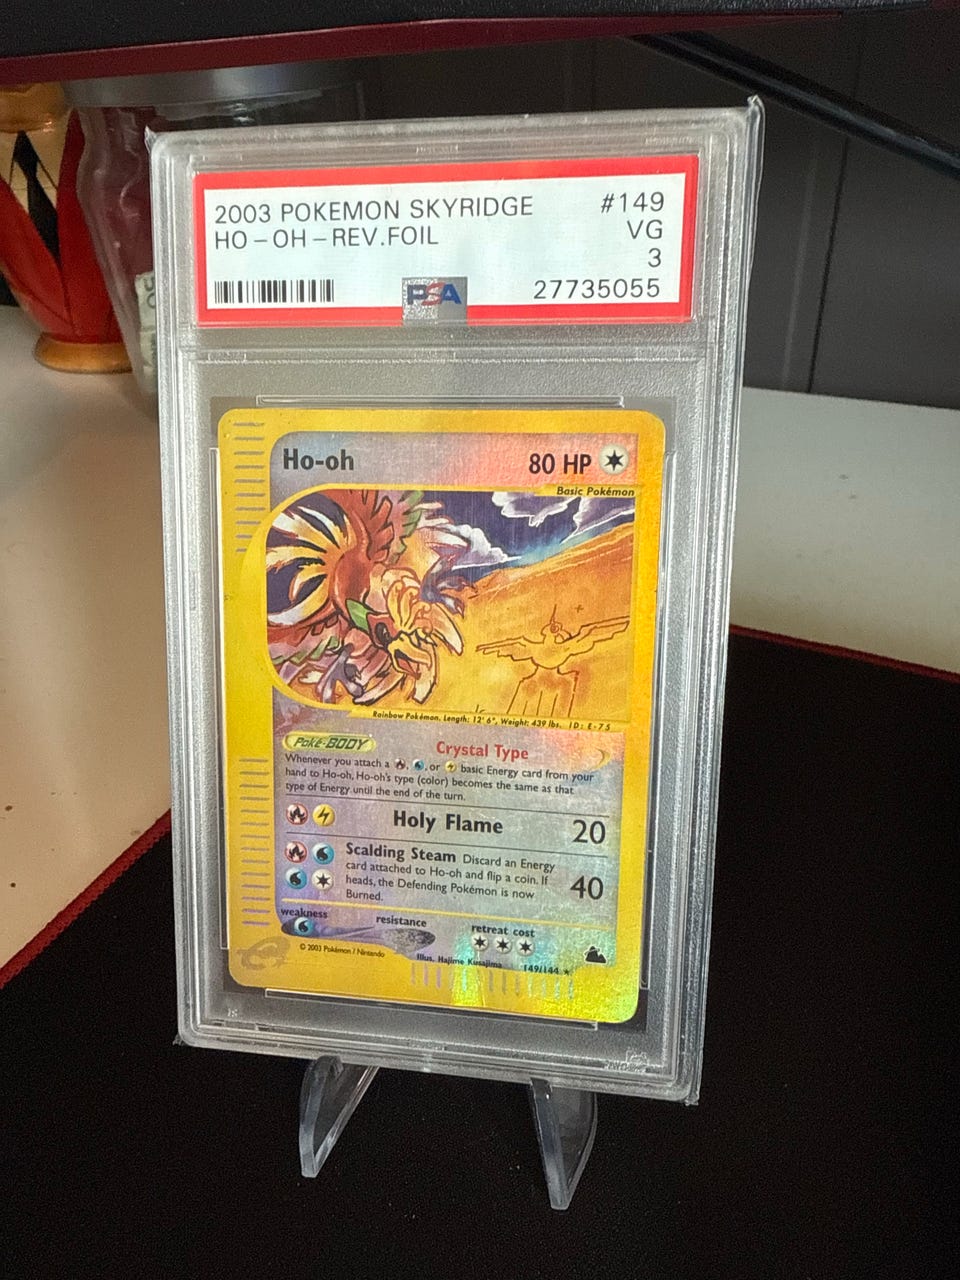 2003 POKEMON SKYRIDGE #149
HO-OH-REV.FOIL VG
3
PSA 27735055
Ho-oh 80 HP
Basic Pokémon
Rainbow Pokémon. Length: 12' 6", Weight: 439 lbs. ID: E-75
Poké-BODY Crystal Type
Whenever you attach a , , or basic Energy card from your
hand to Ho-oh, Ho-oh's type (color) becomes the same as that
type of Energy until the end of the turn.
Holy Flame 20
Scalding Steam Discard an Energy
card attached to Ho-oh and flip a coin. If
heads, the Defending Pokémon is now
Burned.
40
weakness resistance retreat cost
© 2003 Pokémon / Nintendo Illus. Hajime Kusajima 149/144 ★